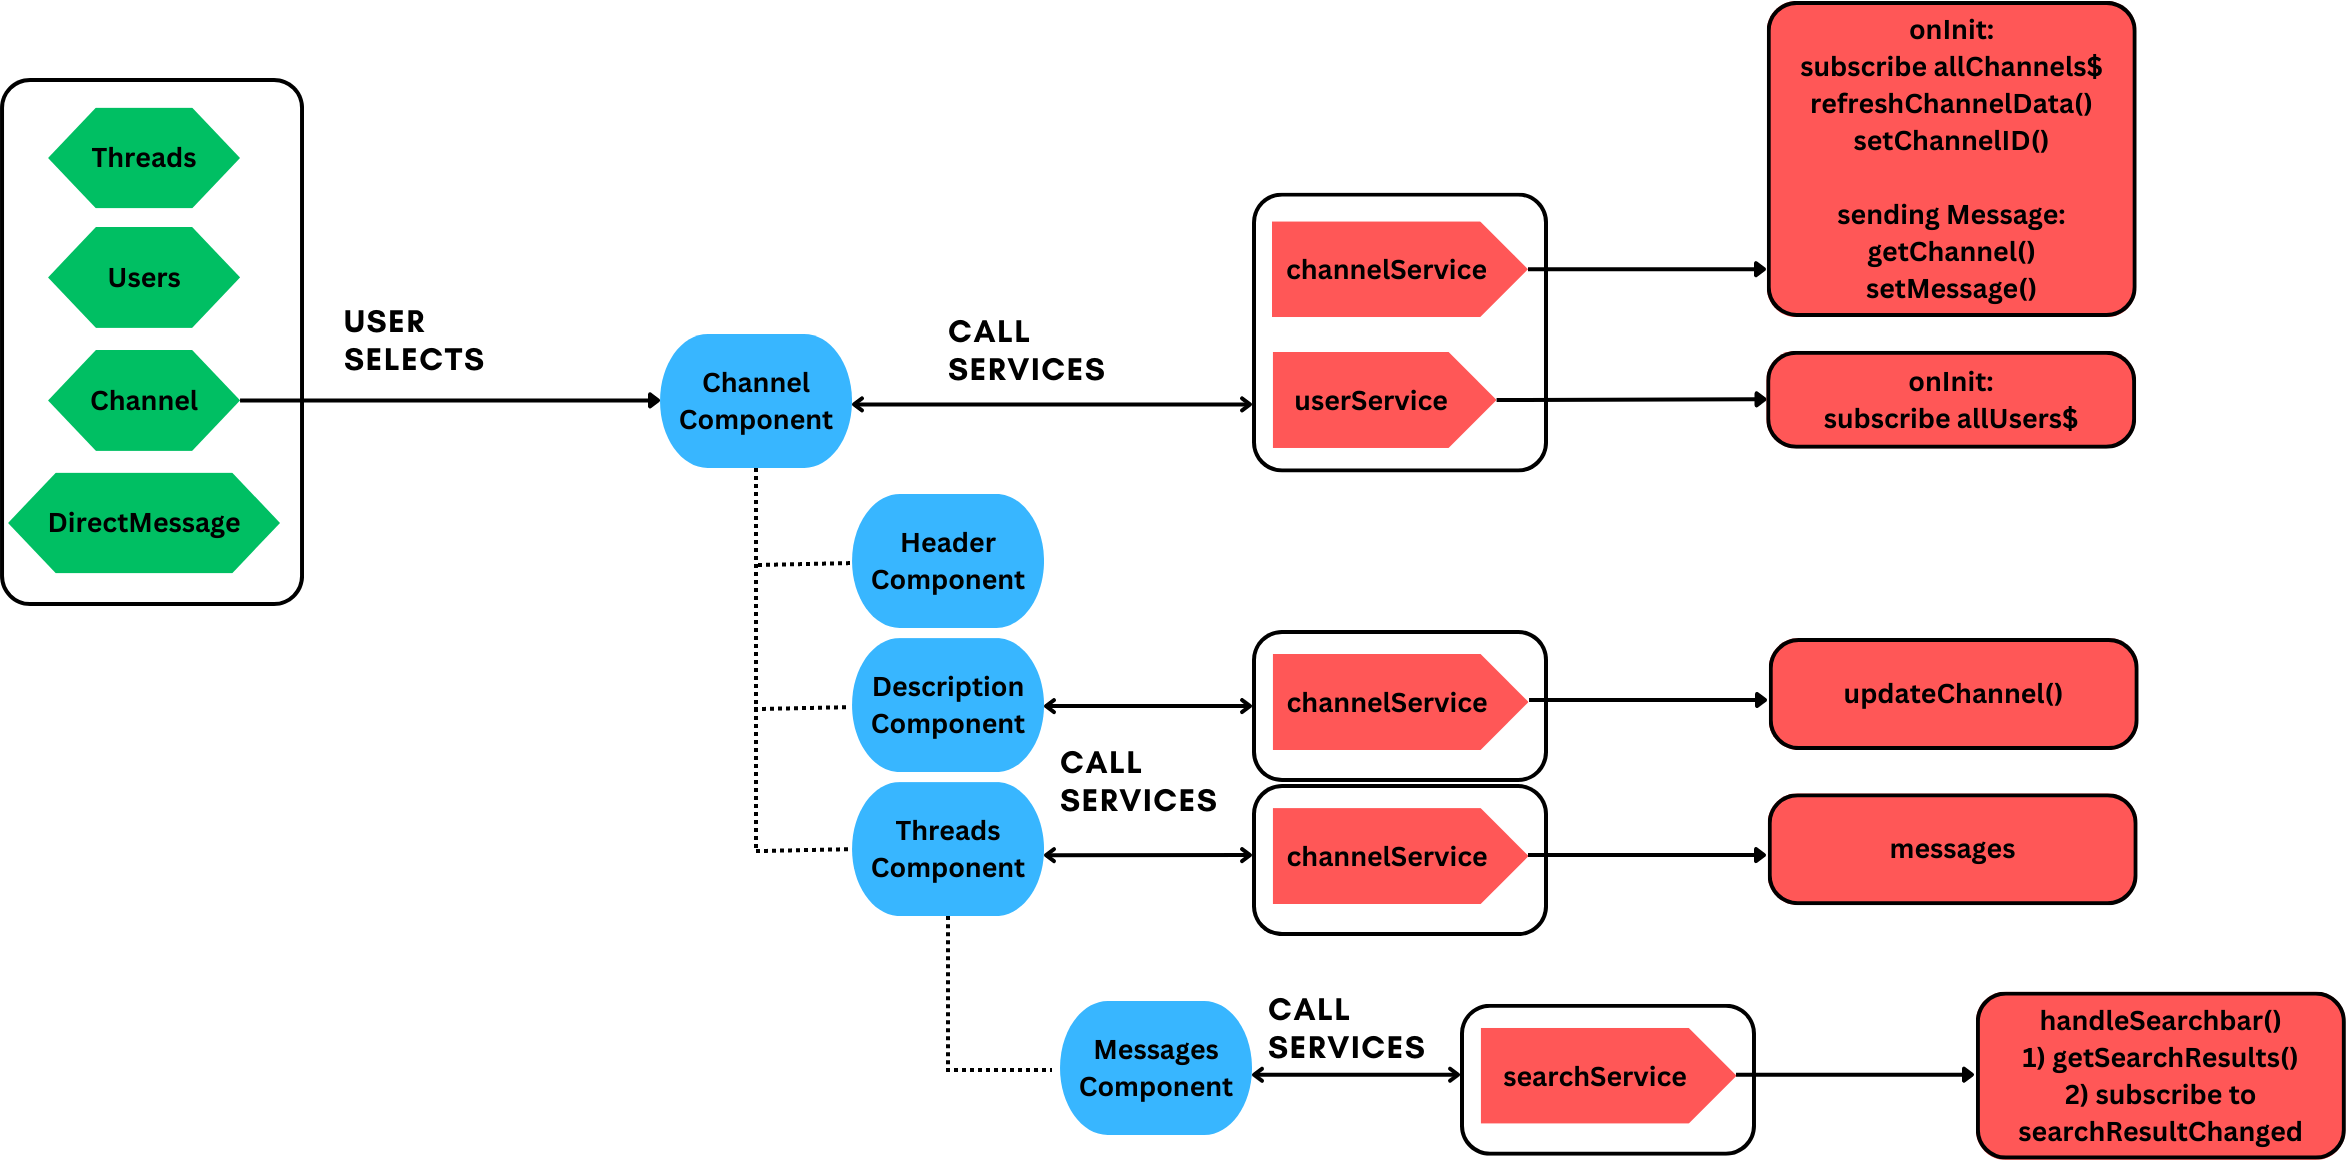 Threads
Users
Channel
DirectMessage
USER
SELECTS
Channel
Component
CALL
SERVICES
channelService
userService
onInit:
subscribe allChannels$
refreshChannelData()
setChannelID()
sending Message:
getChannel()
setMessage()
onInit:
subscribe allUsers$
Header
Component
Description
Component
CALL
SERVICES
channelService
updateChannel()
Threads
Component
channelService
messages
Messages
Component
CALL
SERVICES
searchService
handleSearchbar()
1) getSearchResults()
2) subscribe to
searchResultChanged